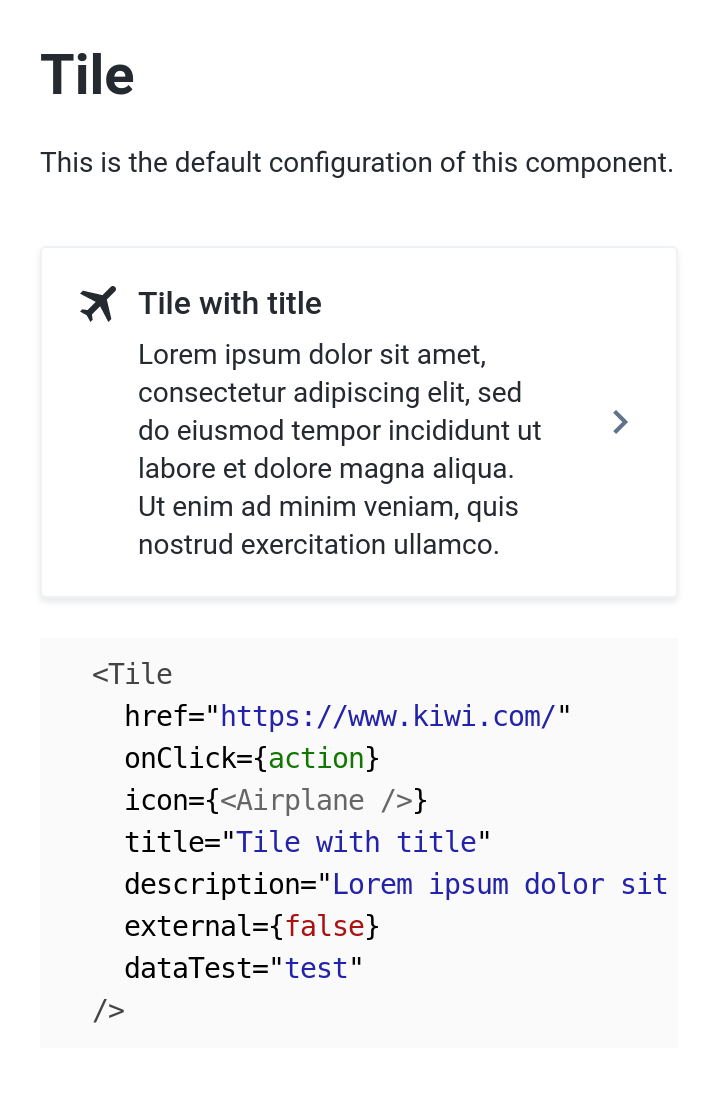 Tile
This is the default configuration of this component.
Tile with title
Lorem ipsum dolor sit amet,
consectetur adipiscing elit, sed
do eiusmod tempor incididunt ut
labore et dolore magna aliqua.
Ut enim ad minim veniam, quis
nostrud exercitation ullamco.
<Tile
  href="https://www.kiwi.com/"
  onClick={action}
  icon={<Airplane />}
  title="Tile with title"
  description="Lorem ipsum dolor sit
  external={false}
  dataTest="test"
/>